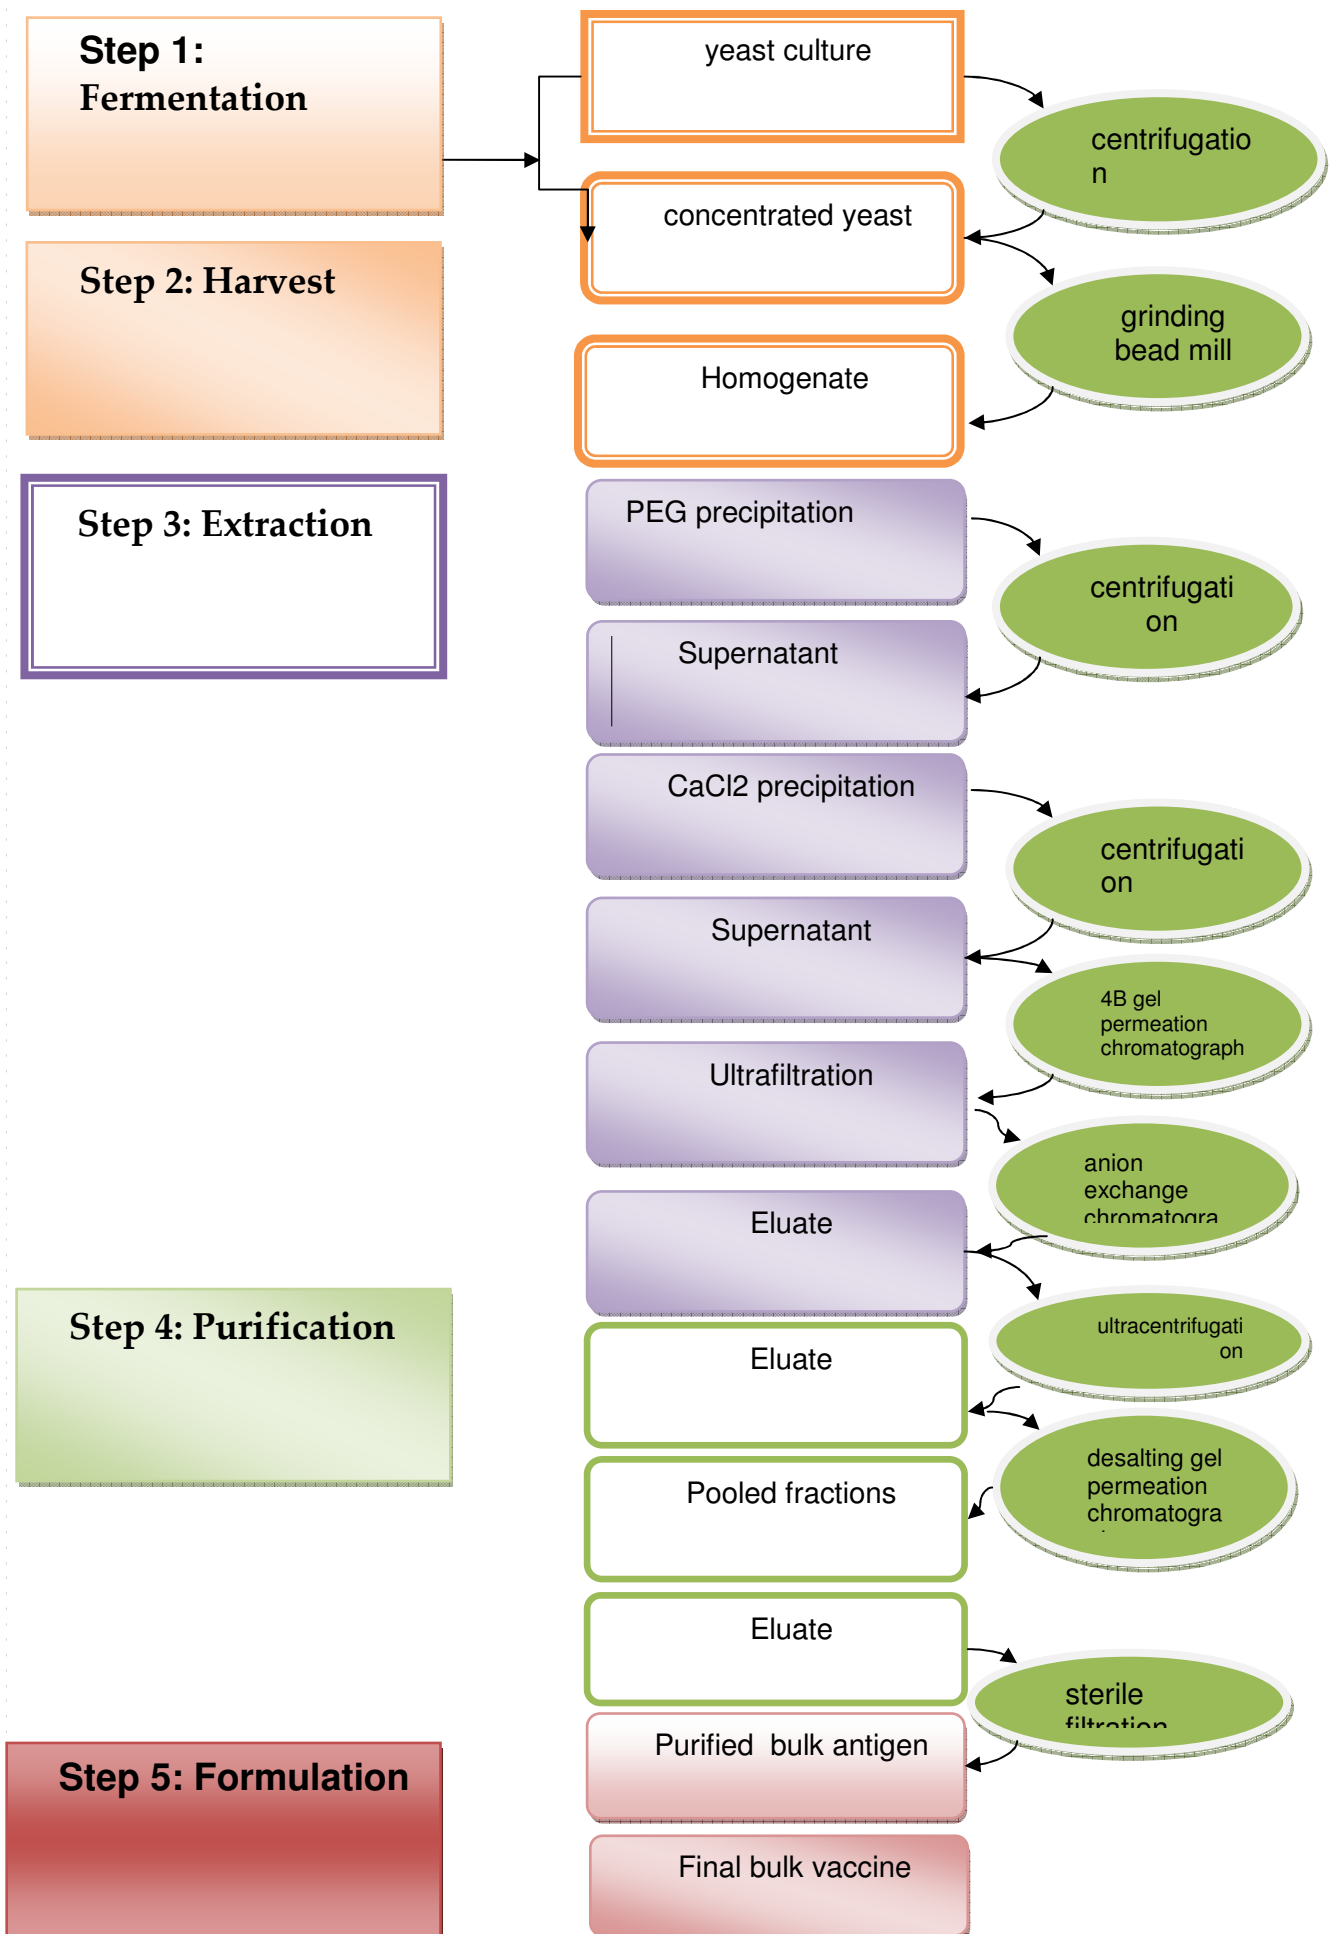 Step 1:
Fermentation
yeast culture
centrifugatio
n
concentrated yeast
Step 2: Harvest
grinding
bead mill
Homogenate
Step 3: Extraction
PEG precipitation
centrifugati
on
Supernatant
CaCl2 precipitation
centrifugati
on
Supernatant
4B gel
permeation
chromatograph
Ultrafiltration
anion
exchange
chromatogra
Eluate
Step 4: Purification
ultracentrifugati
on
Eluate
desalting gel
permeation
chromatogra
Pooled fractions
Eluate
sterile
filtration
Purified bulk antigen
Step 5: Formulation
Final bulk vaccine